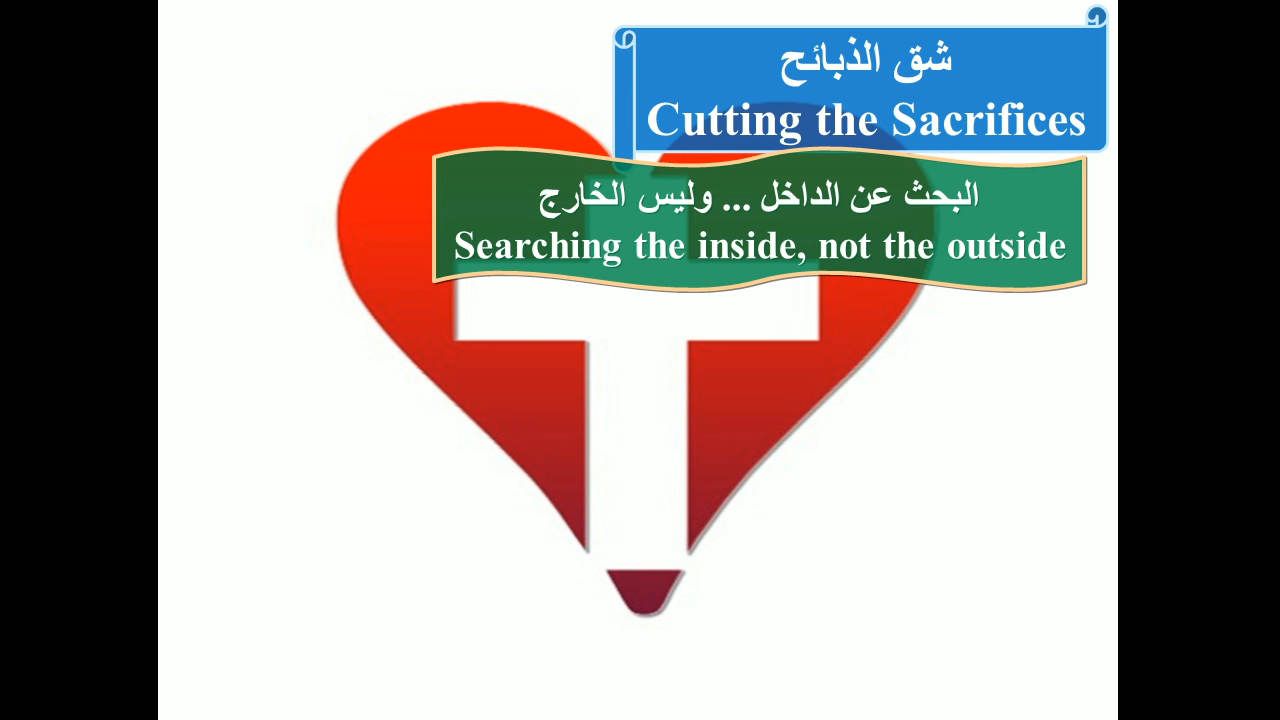 شق الذبائح
Cutting the Sacrifices
البحث عن الداخل ... وليس الخارج
Searching the inside, not the outside